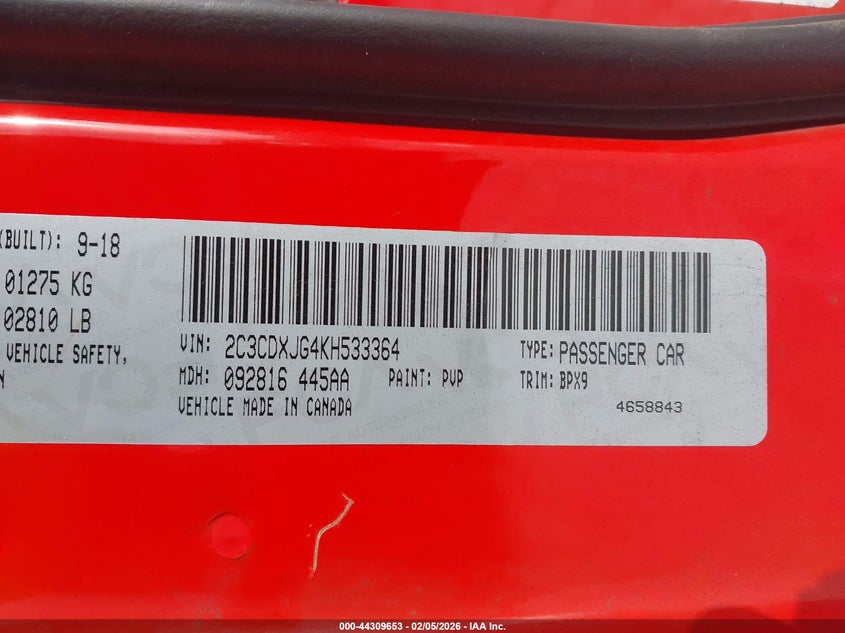 (BUILT): 9-18
01275 KG
02810 LB
VEHICLE SAFETY,
N
VIN: 2C3CDXJG4KH533364
TYPE: PASSENGER CAR
MDH: 092816 445AA
PAINT: PVP
TRIM: BPX9
VEHICLE MADE IN CANADA
4658843
000-44309653 - 02/05/2026 - IAA Inc.